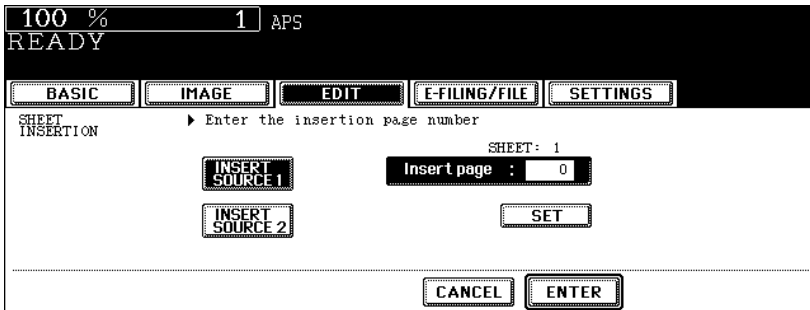 100 % 1 APS
READY
BASIC IMAGE EDIT E-FILING/FILE SETTINGS
SHEET
INSERTION
Enter the insertion page number
SHEET: 1
INSERT
SOURCE 1
Insert page : 0
INSERT
SOURCE 2
SET
CANCEL ENTER